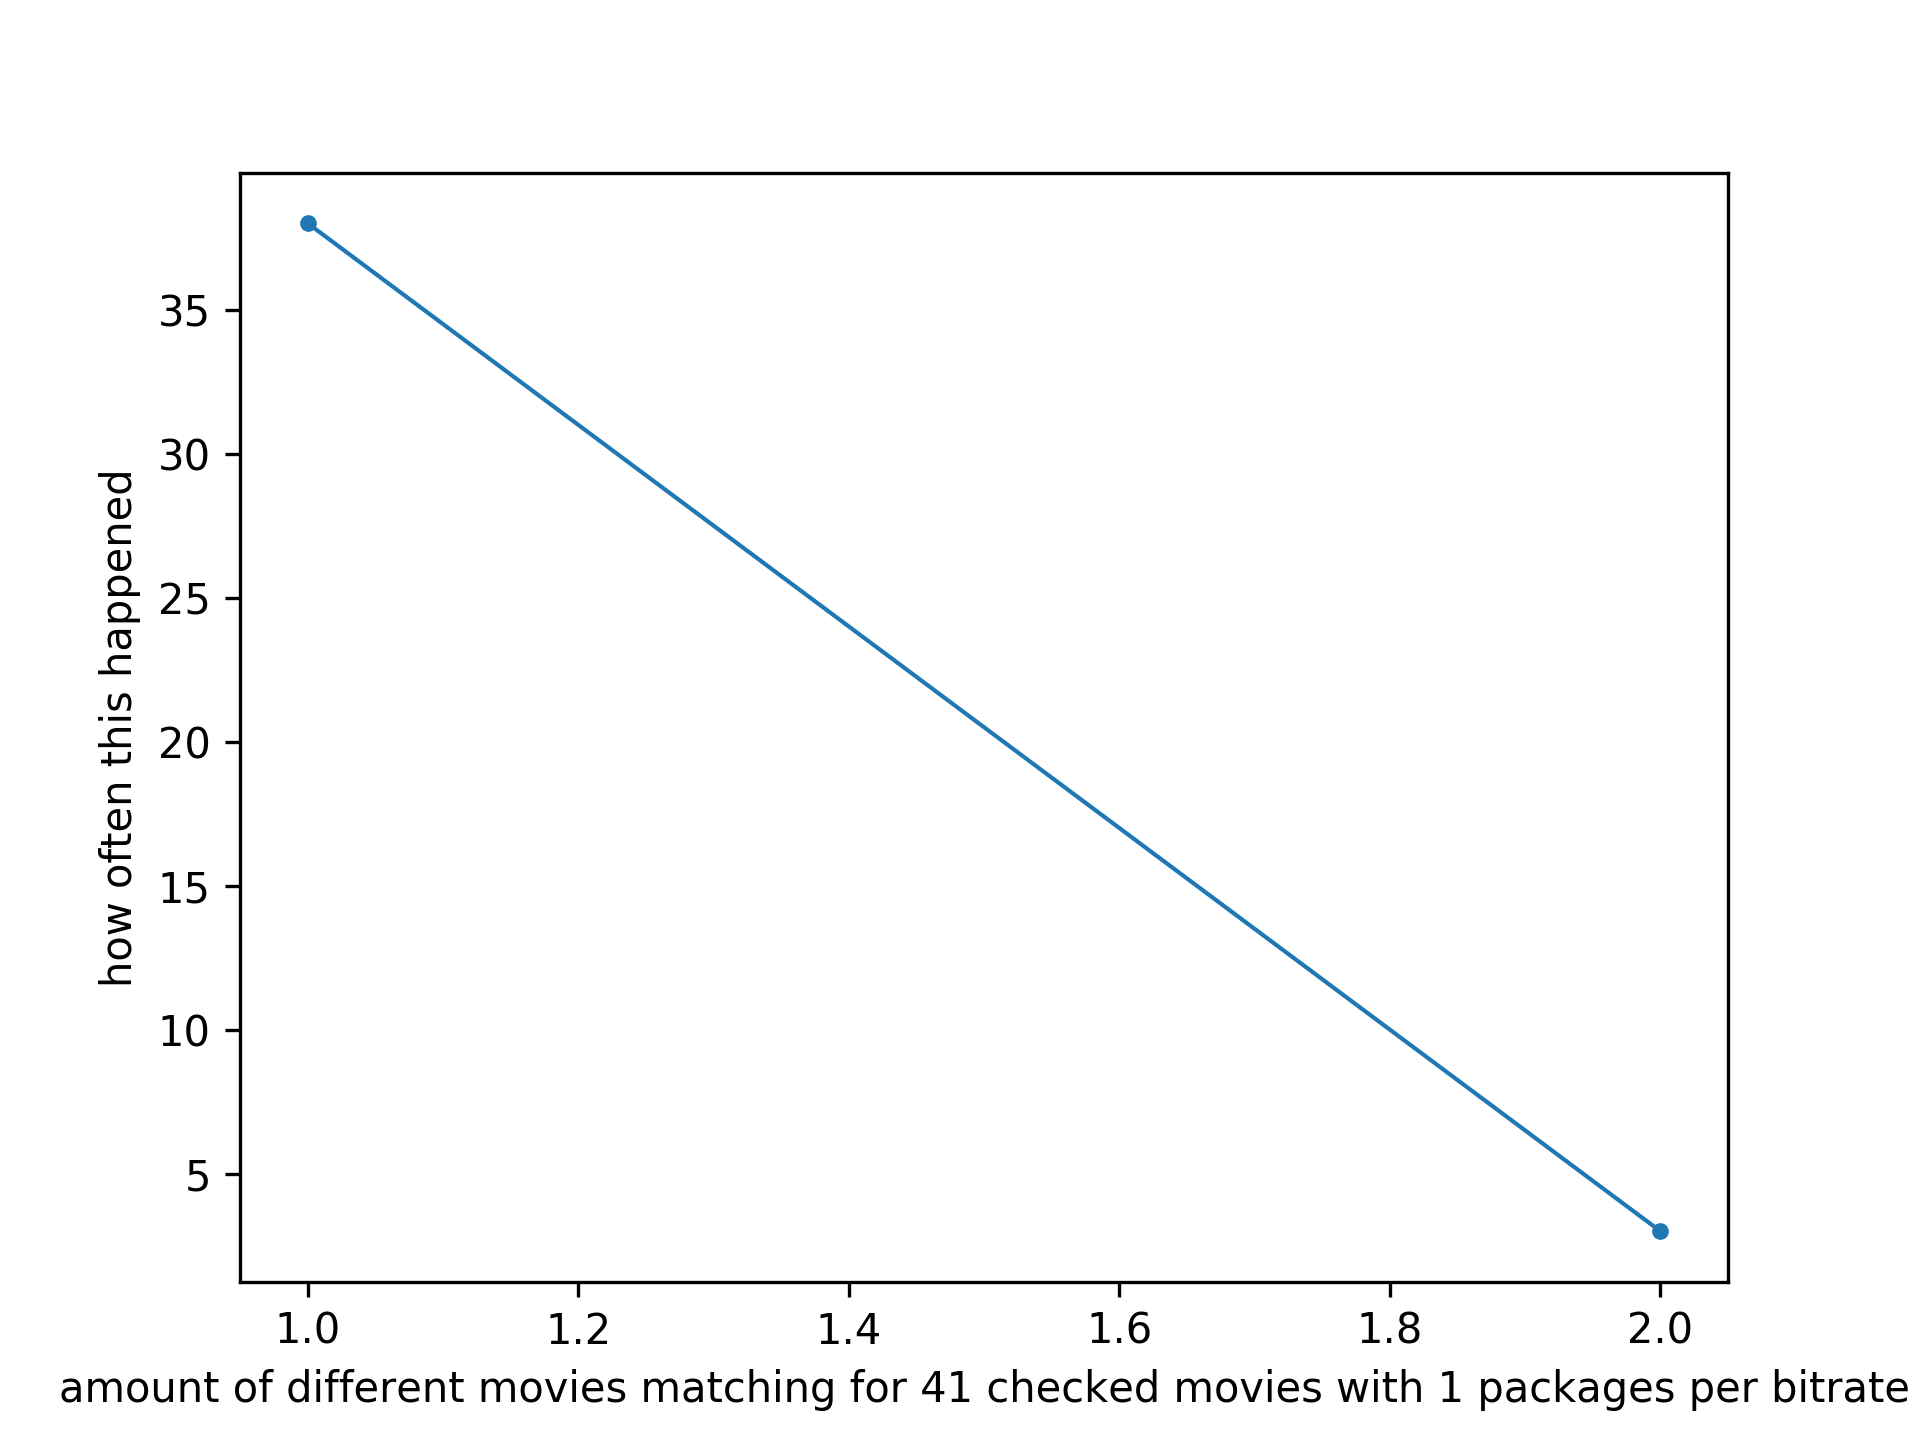 35
30
25
20
15
10
5
how often this happened
1.0 1.2 1.4 1.6 1.8 2.0
amount of different movies matching for 41 checked movies with 1 packages per bitrate